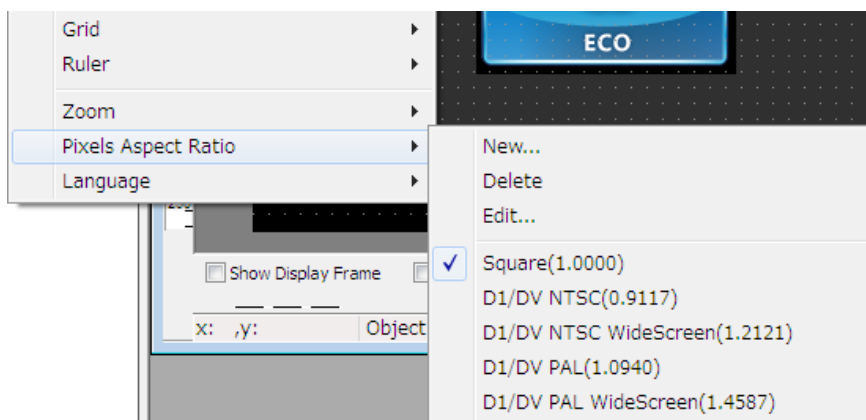 Grid
Ruler
Zoom
Pixels Aspect Ratio
Language
ECO
New...
Delete
Edit...
Square(1.0000)
D1/DV NTSC(0.9117)
D1/DV NTSC WideScreen(1.2121)
D1/DV PAL(1.0940)
D1/DV PAL WideScreen(1.4587)
Show Display Frame
x: ,y: Object